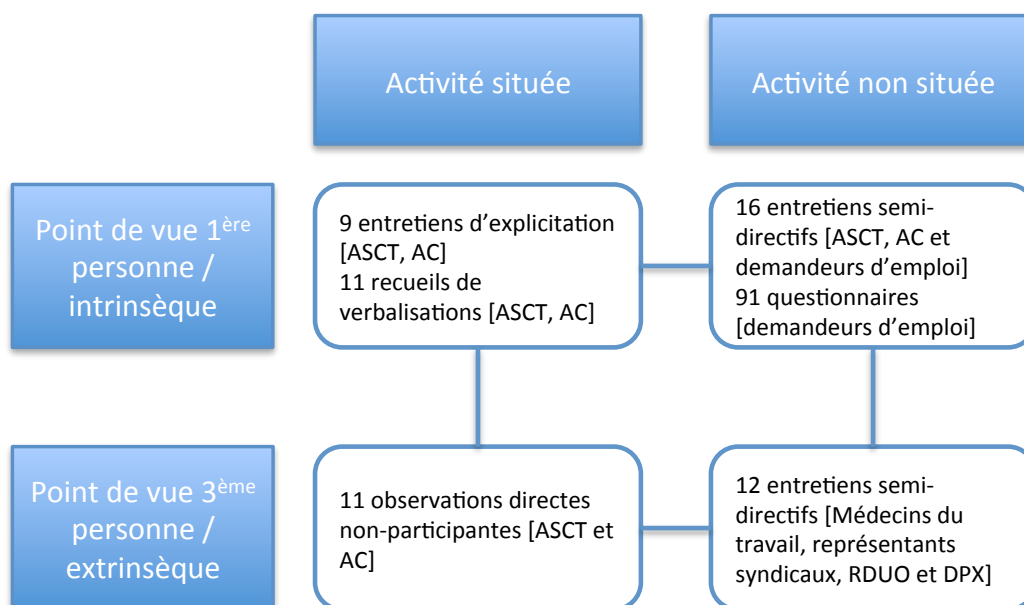 Activité située
Activité non située
Point de vue 1ère
personne /
intrinsèque
9 entretiens d’explicitation
[ASCT, AC]
11 recueils de
verbalisations [ASCT, AC]
16 entretiens semi-
directifs [ASCT, AC et
demandeurs d’emploi]
91 questionnaires
[demandeurs d’emploi]
Point de vue 3ème
personne /
extrinsèque
11 observations directes
non-participantes [ASCT et
AC]
12 entretiens semi-
directifs [Médecins du
travail, représentants
syndicaux, RDUO et DPX]